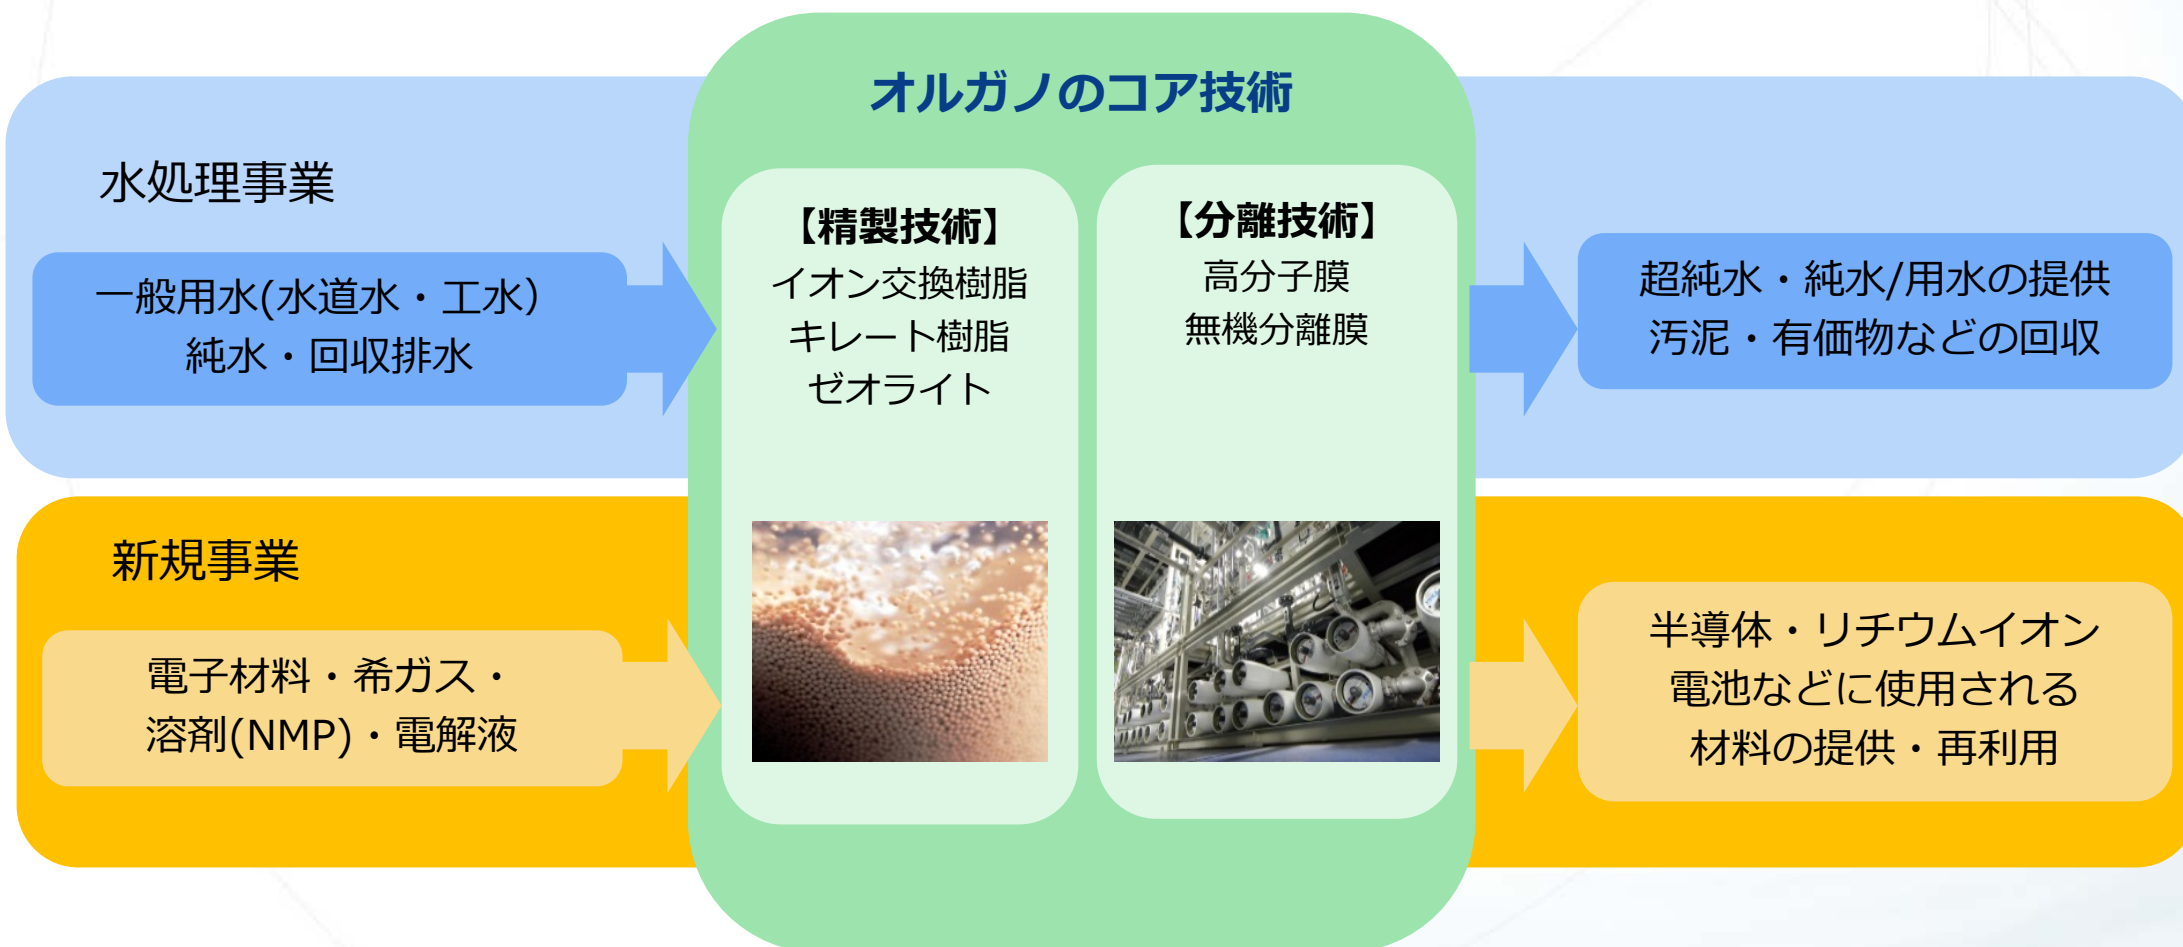 オルガノのコア技術
水処理事業
一般用水(水道水・工水）
純水・回収排水
【精製技術】
イオン交換樹脂
キレート樹脂
ゼオライト
【分離技術】
高分子膜
無機分離膜
超純水・純水/用水の提供
汚泥・有価物などの回収
新規事業
電子材料・希ガス・
溶剤(NMP)・電解液
半導体・リチウムイオン
電池などに使用される
材料の提供・再利用